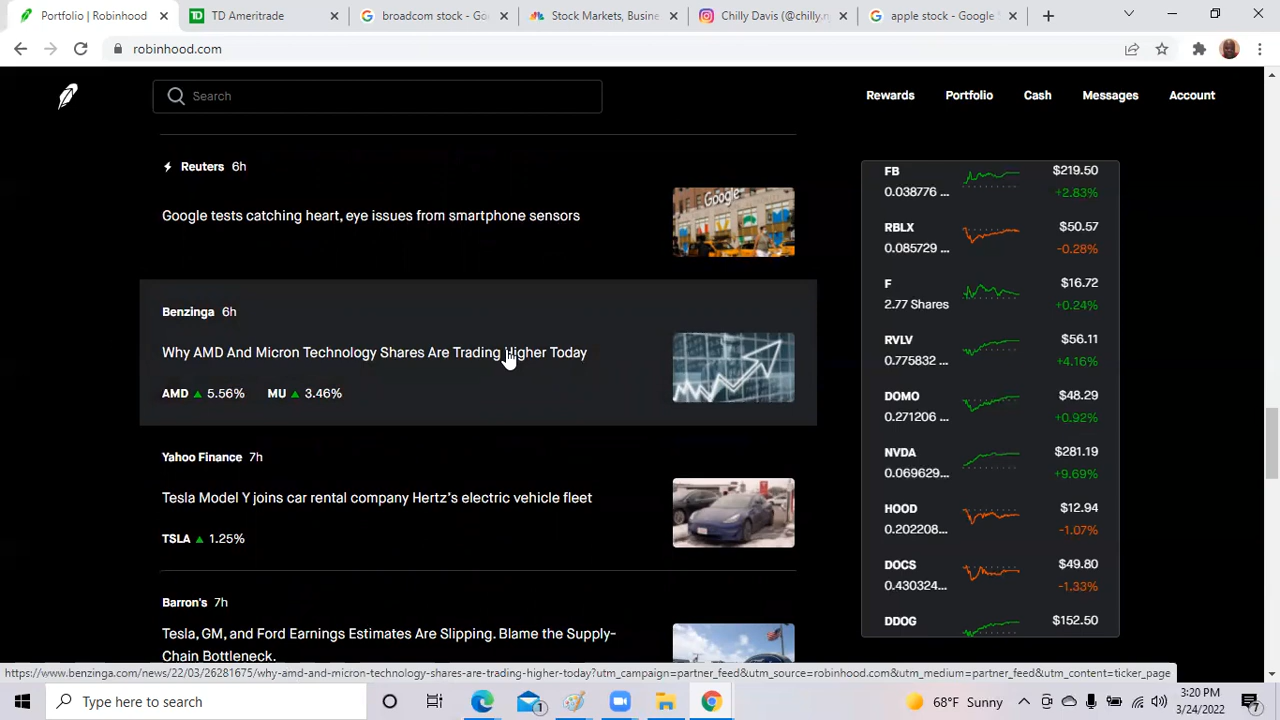 Portfolio | Robinhood
TD Ameritrade
broadcom stock - Go
Stock Markets, Busine
Chilly Davis (@chilly.n
apple stock - Google
robinhood.com
Search
Rewards
Portfolio
Cash
Messages
Account
Reuters 6h
Google tests catching heart, eye issues from smartphone sensors
Google
Benzinga 6h
Why AMD And Micron Technology Shares Are Trading Higher Today
AMD 5.56% MU 3.46%
Yahoo Finance 7h
Tesla Model Y joins car rental company Hertz's electric vehicle fleet
TSLA 1.25%
Barron's 7h
Tesla, GM, and Ford Earnings Estimates Are Slipping. Blame the Supply-
Chain Bottleneck.
FB $219.50
0.038776 ... +2.83%
RBLX $50.57
0.085729 ... -0.28%
F $16.72
2.77 Shares +0.24%
RVLV $56.11
0.775832 ... +4.16%
DOMO $48.29
0.271206 ... +0.92%
NVDA $281.19
0.069629... +9.69%
HOOD $12.94
0.202208... -1.07%
DOCS $49.80
0.430324... -1.33%
DDOG $152.50
https://www.benzinga.com/news/22/03/26281675/why-amd-and-micron-technology-shares-are-trading-higher-today?utm_campaign=partner_feed&utm_source=robinhood.com&utm_medium=partner_feed&utm_content=ticker_page
Type here to search
1
68°F Sunny
3:20 PM
3/24/2022
7